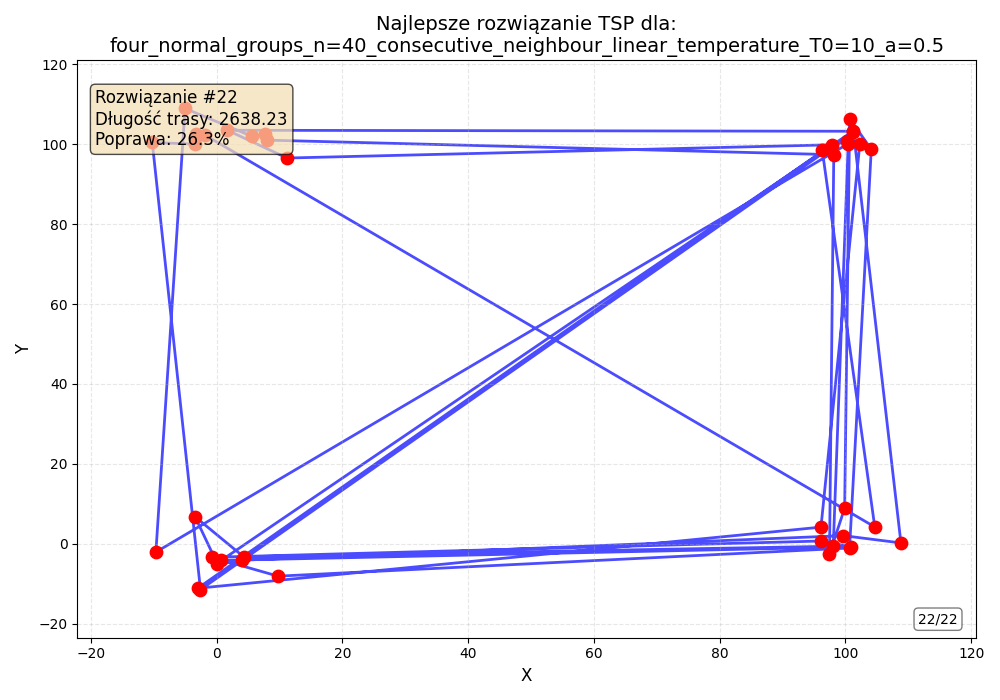 Najlepsze rozwiązanie TSP dla:
four_normal_groups_n=40_consecutive_neighbour_linear_temperature_T0=10_a=0.5
Rozwiązanie #22
Długość trasy: 2638.23
Poprawa: 26.3%
120
100
80
60
40
20
0
−20
Y
−20
0
20
40
60
80
100
120
X
22/22